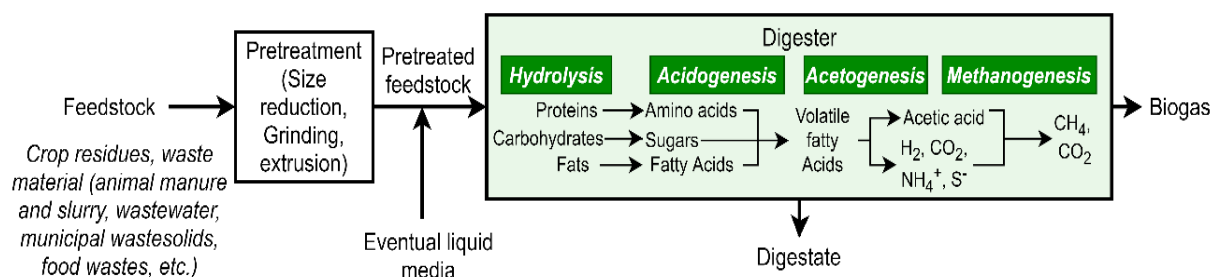 Feedstock
Crop residues, waste
material (animal manure
and slurry, wastewater,
municipal wastesolids,
food wastes, etc.)
Pretreatment
(Size
reduction,
Grinding,
extrusion)
Pretreated
feedstock
Eventual liquid
media
Digester
Hydrolysis
Acidogenesis
Acetogenesis
Methanogenesis
Proteins
Amino acids
Carbohydrates
Sugars
Fats
Fatty Acids
Volatile
fatty
Acids
Acetic acid
H₂, CO₂,
NH₄⁺, S⁻
CH₄,
CO₂
Biogas
Digestate